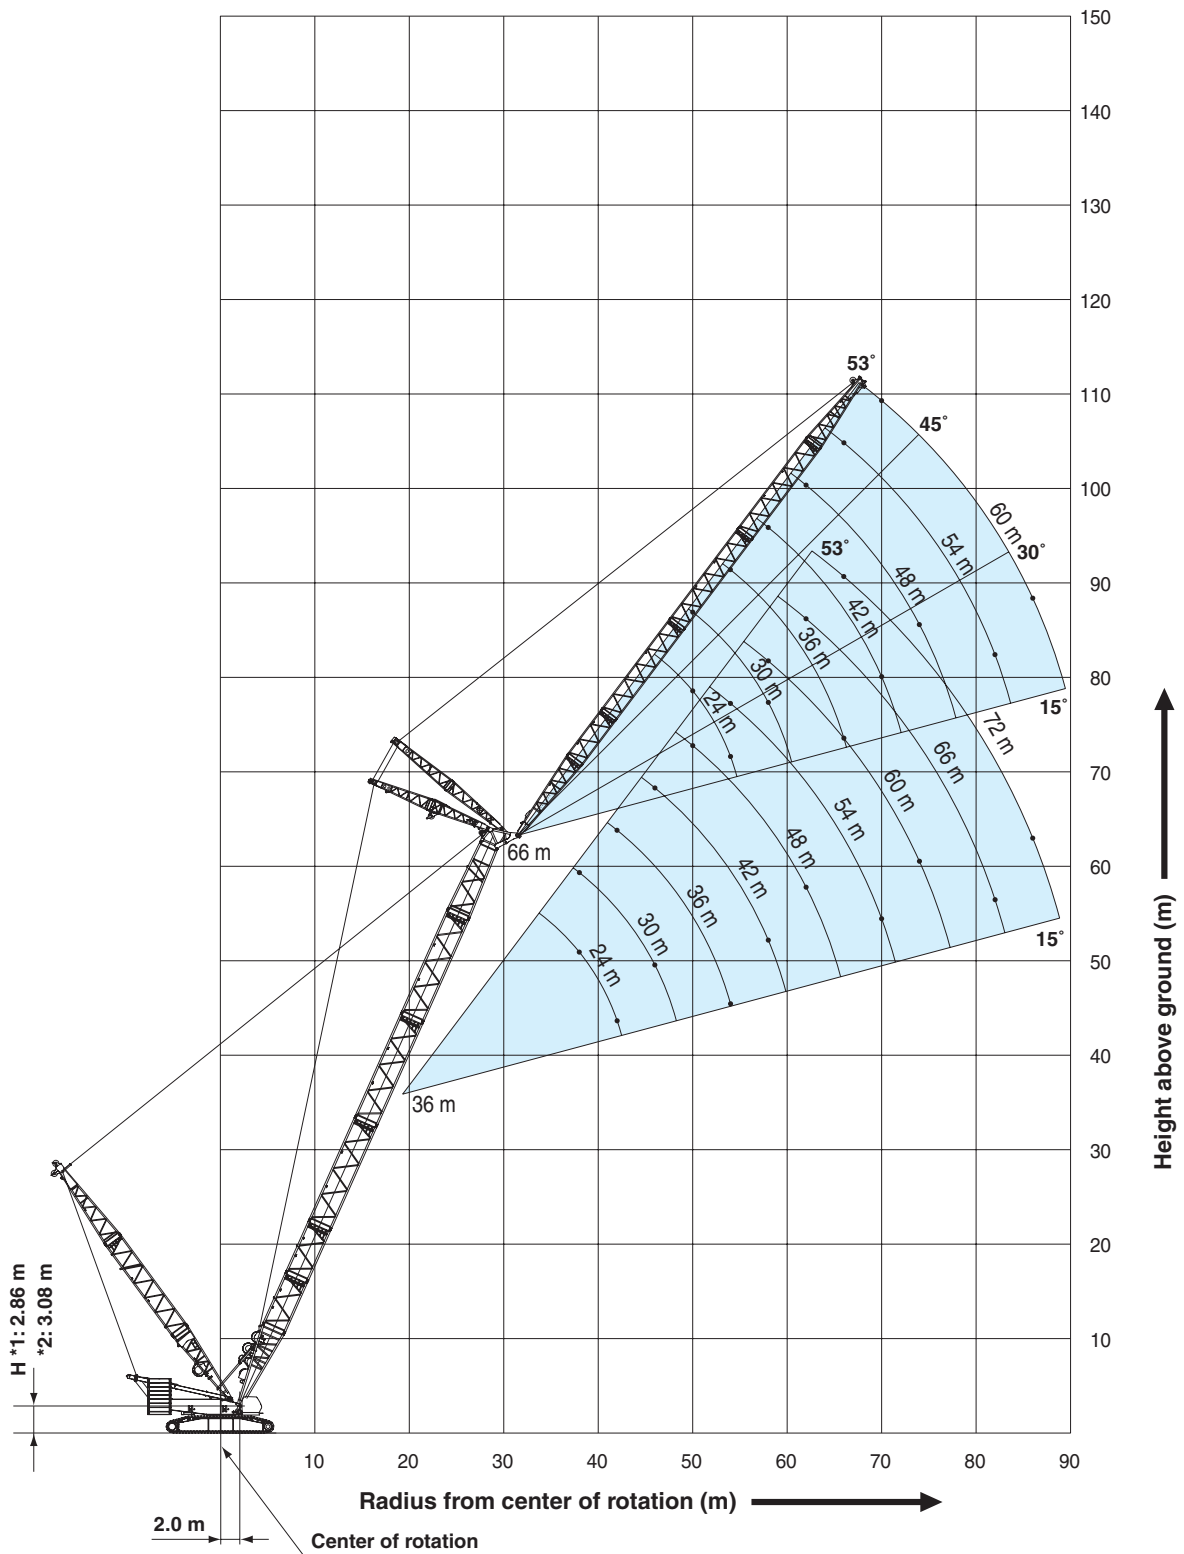 150
140
130
120
53°
110
45°
100
60 m
54 m
30°
53°
90
48 m
42 m
36 m
30 m
80
24 m
15°
72 m
70
66 m
60 m
54 m
48 m
66 m
42 m
60
36 m
30 m
15°
24 m
50
40
36 m
30
20
10
Height above ground (m)
H *1: 2.86 m
*2: 3.08 m
10 20 30 40 50 60 70 80 90
Radius from center of rotation (m)
2.0 m
Center of rotation